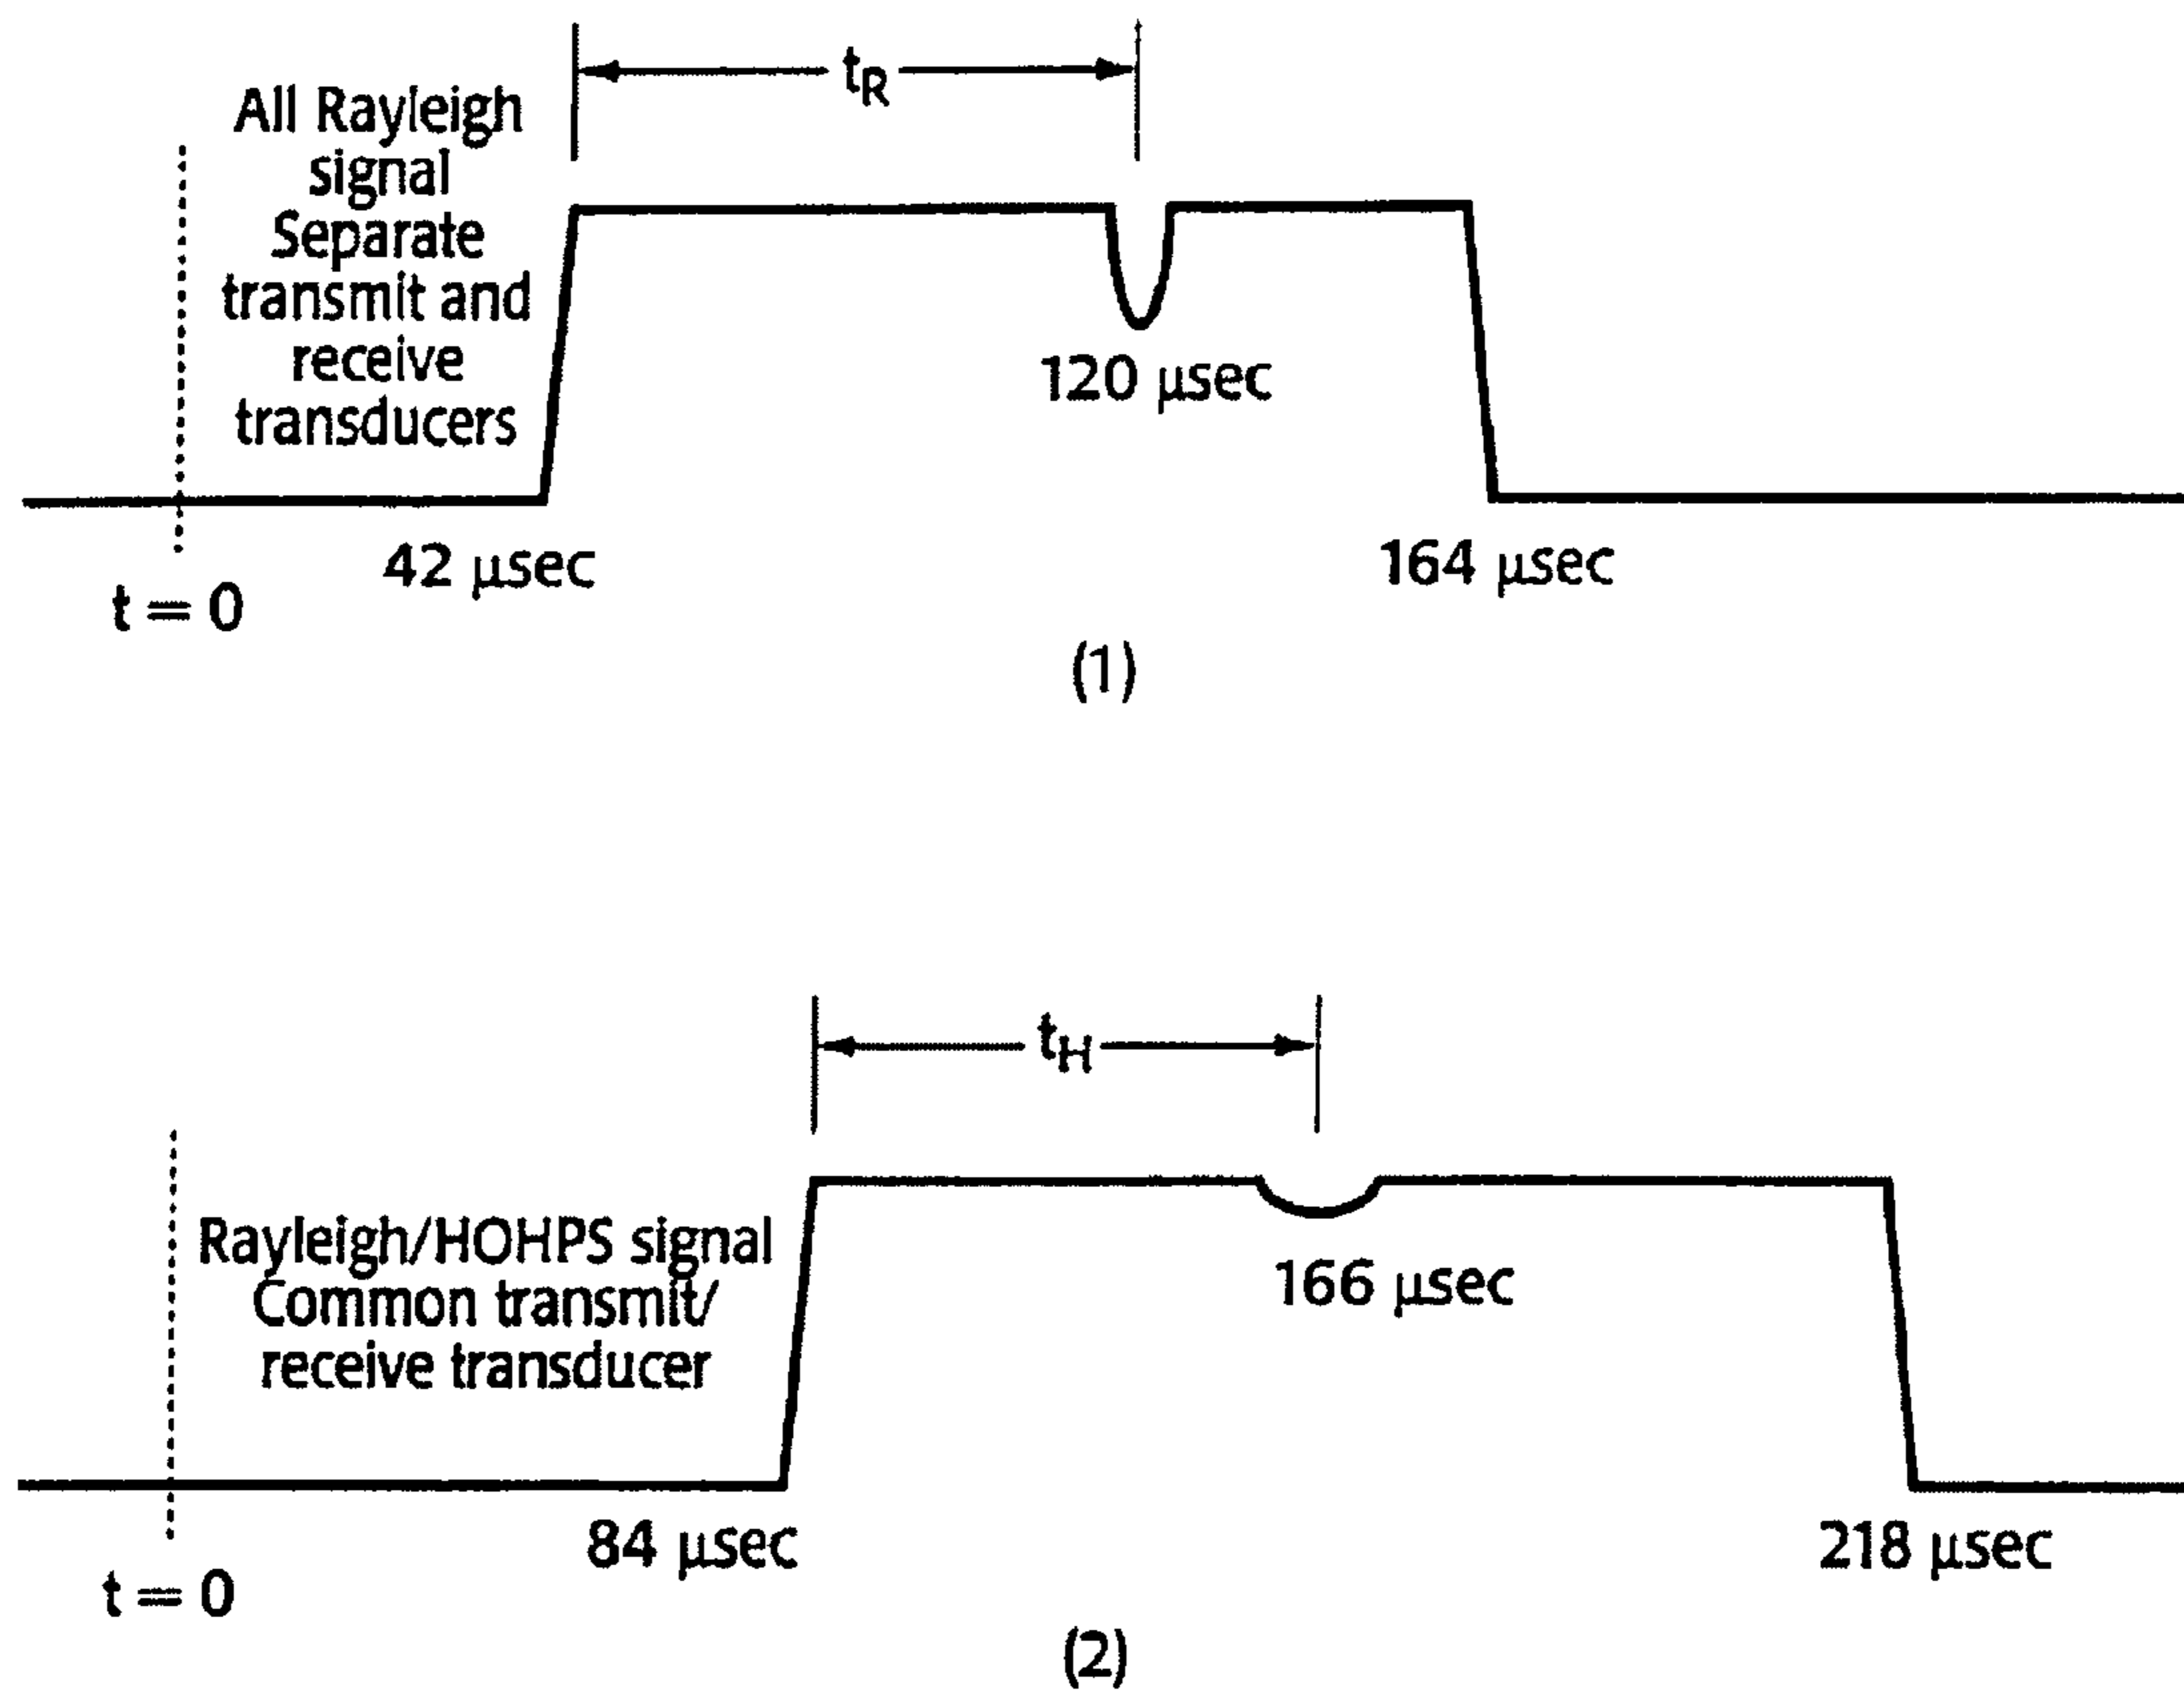 t_R
All Rayleigh
signal
Separate
transmit and
receive
transducers
120 μsec
42 μsec
164 μsec
t = 0
(1)
t_H
Rayleigh/HOHPS signal
Common transmit/
receive transducer
166 μsec
84 μsec
218 μsec
t = 0
(2)